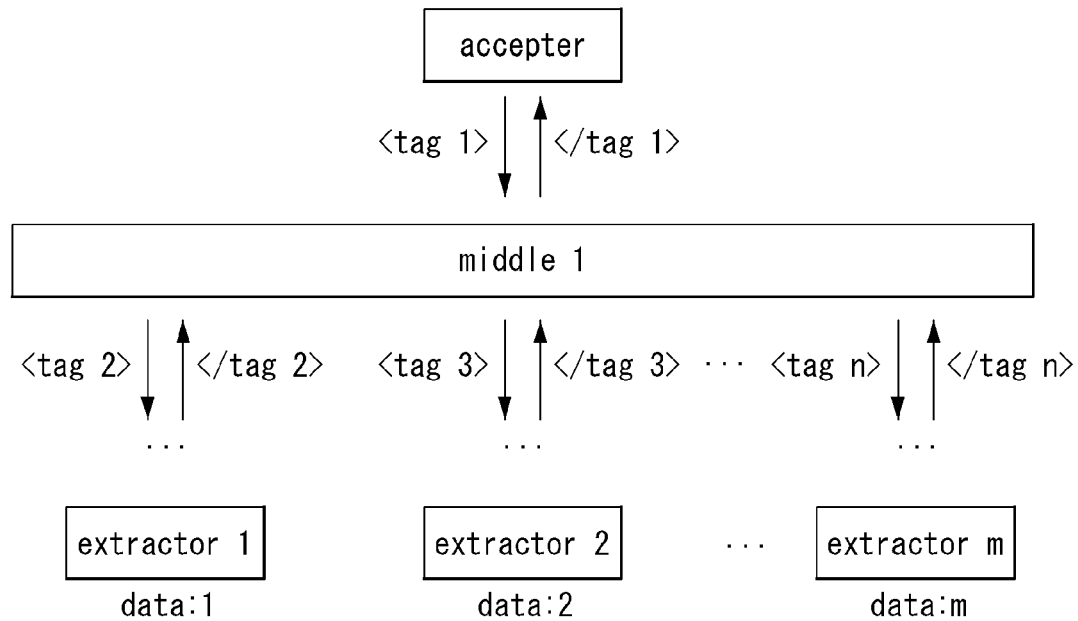 accepter
<tag 1> </tag 1>
middle 1
<tag 2> </tag 2> <tag 3> </tag 3> ··· <tag n> </tag n>
··· ··· ···
extractor 1 extractor 2 ··· extractor m
data:1 data:2 data:m